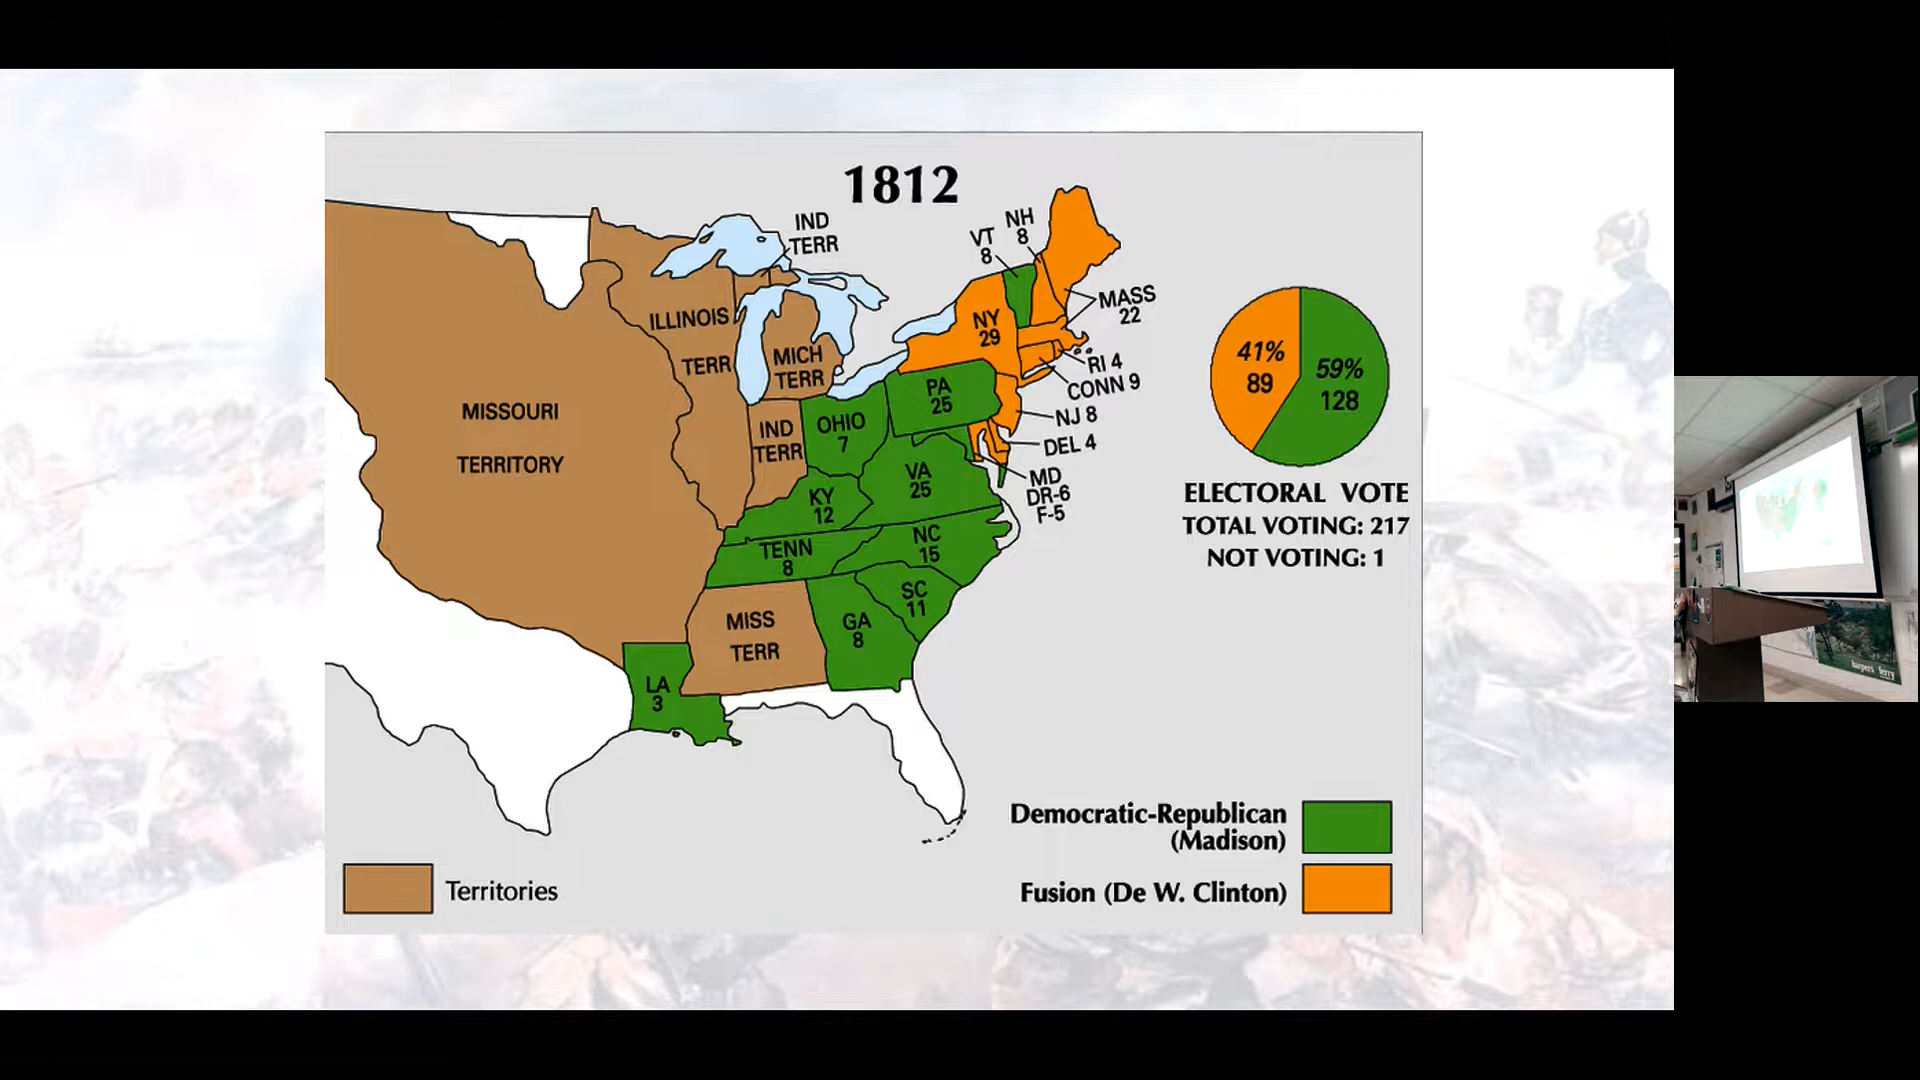 1812
IND
TERR
NH
8
VT
8
MASS
22
ILLINOIS
TERR
NY
29
MICH
TERR
RI 4
CONN 9
41%
89
59%
128
PA
25
NJ 8
MISSOURI
TERRITORY
IND
TERR
OHIO
7
DEL 4
VA
25
MD
DR-6
F-5
ELECTORAL VOTE
TOTAL VOTING: 217
NOT VOTING: 1
KY
12
TENN
8
NC
15
SC
11
MISS
TERR
GA
8
LA
3
Democratic-Republican
(Madison)
Fusion (De W. Clinton)
Territories
harpers ferry